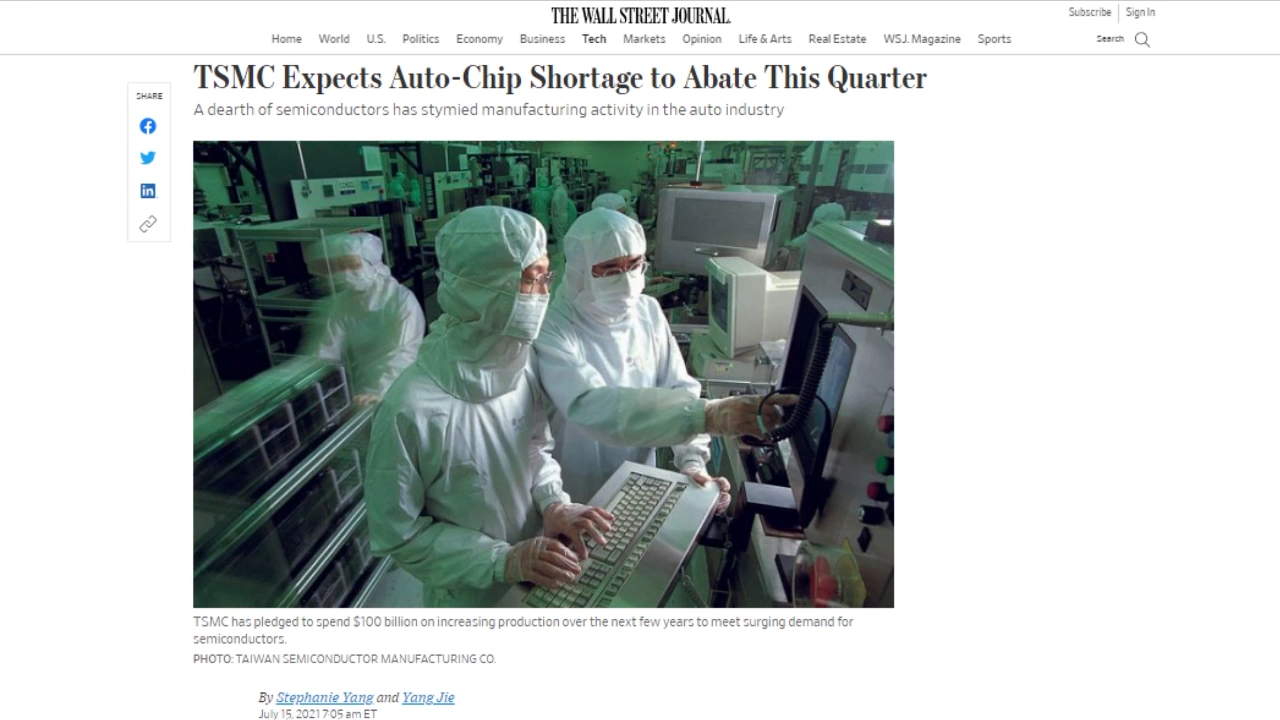 THE WALL STREET JOURNAL.
Subscribe Sign In
Home World U.S. Politics Economy Business Tech Markets Opinion Life & Arts Real Estate WSJ. Magazine Sports
Search
TSMC Expects Auto-Chip Shortage to Abate This Quarter
A dearth of semiconductors has stymied manufacturing activity in the auto industry
SHARE
TSMC has pledged to spend $100 billion on increasing production over the next few years to meet surging demand for
semiconductors.
PHOTO: TAIWAN SEMICONDUCTOR MANUFACTURING CO.
By Stephanie Yang and Yang Jie
July 15, 2021 7:05 am ET